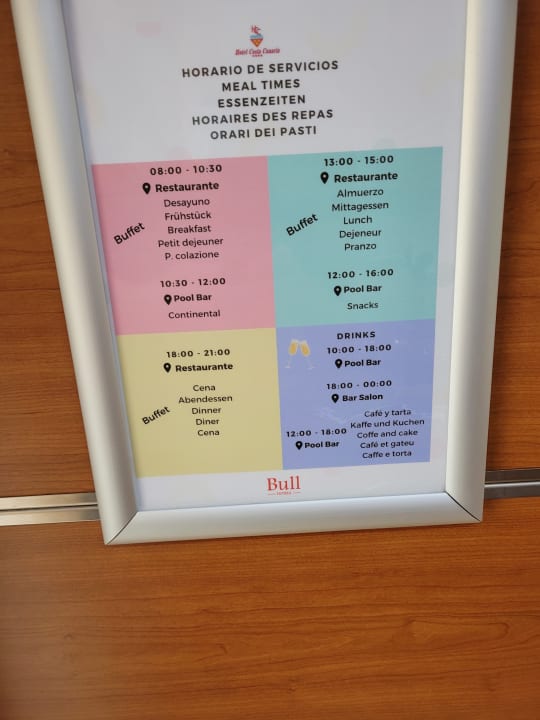 Hotel Costa Canaria
HORARIO DE SERVICIOS
MEAL TIMES
ESSENZEITEN
HORAIRES DES REPAS
ORARI DEI PASTI
08:00 - 10:30
Restaurante
Buffet
Desayuno
Frühstück
Breakfast
Petit dejeuner
P. colazione
10:30 - 12:00
Pool Bar
Continental
13:00 - 15:00
Restaurante
Buffet
Almuerzo
Mittagessen
Lunch
Dejeneur
Pranzo
12:00 - 16:00
Pool Bar
Snacks
18:00 - 21:00
Restaurante
Buffet
Cena
Abendessen
Dinner
Diner
Cena
DRINKS
10:00 - 18:00
Pool Bar
18:00 - 00:00
Bar Salon
12:00 - 18:00
Pool Bar
Café y tarta
Kaffe und Kuchen
Coffe and cake
Café et gateu
Caffe e torta
Bull
HOTELS